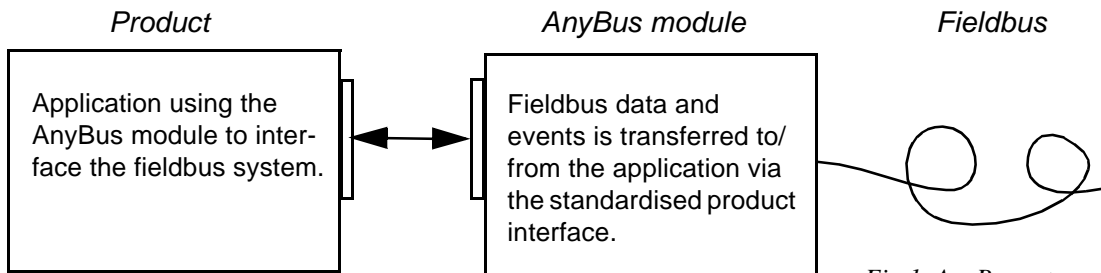 Product
AnyBus module
Fieldbus
Application using the
AnyBus module to inter-
face the fieldbus system.
Fieldbus data and
events is transferred to/
from the application via
the standardised product
interface.